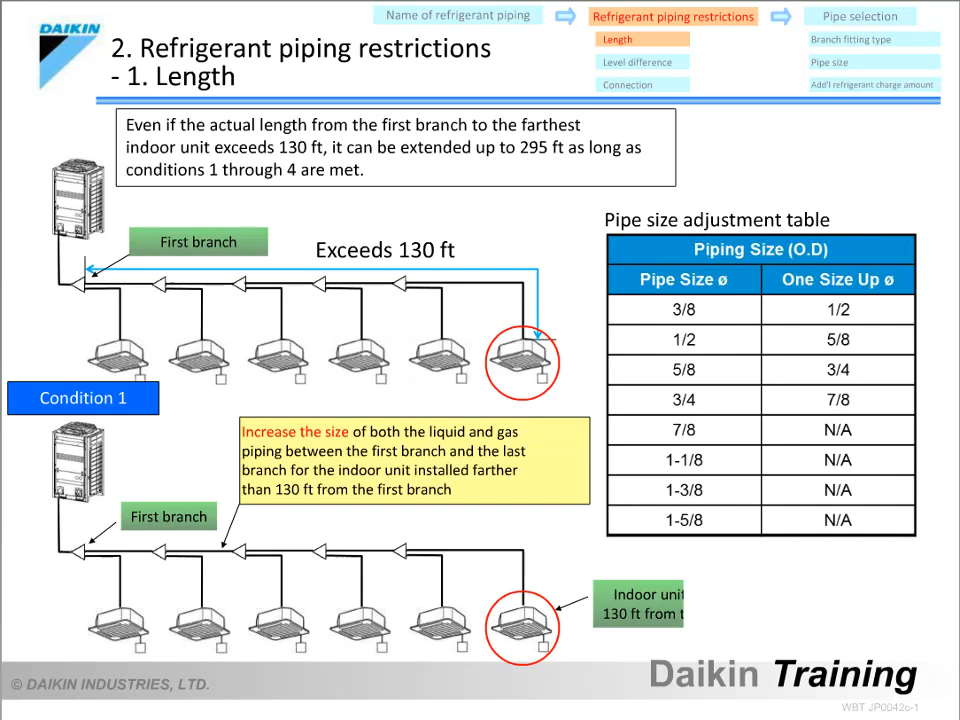 DAIKIN
Name of refrigerant piping
Refrigerant piping restrictions
Pipe selection
Length
Level difference
Connection
Branch fitting type
Pipe size
Add'l refrigerant charge amount
2. Refrigerant piping restrictions
- 1. Length
Even if the actual length from the first branch to the farthest
indoor unit exceeds 130 ft, it can be extended up to 295 ft as long as
conditions 1 through 4 are met.
First branch
Exceeds 130 ft
Pipe size adjustment table
Piping Size (O.D)
Pipe Size ø One Size Up ø
3/8 1/2
1/2 5/8
5/8 3/4
3/4 7/8
7/8 N/A
1-1/8 N/A
1-3/8 N/A
1-5/8 N/A
Condition 1
Increase the size of both the liquid and gas
piping between the first branch and the last
branch for the indoor unit installed farther
than 130 ft from the first branch
First branch
Indoor unit
130 ft from t
© DAIKIN INDUSTRIES, LTD.
Daikin Training
WBT JP0042c-1